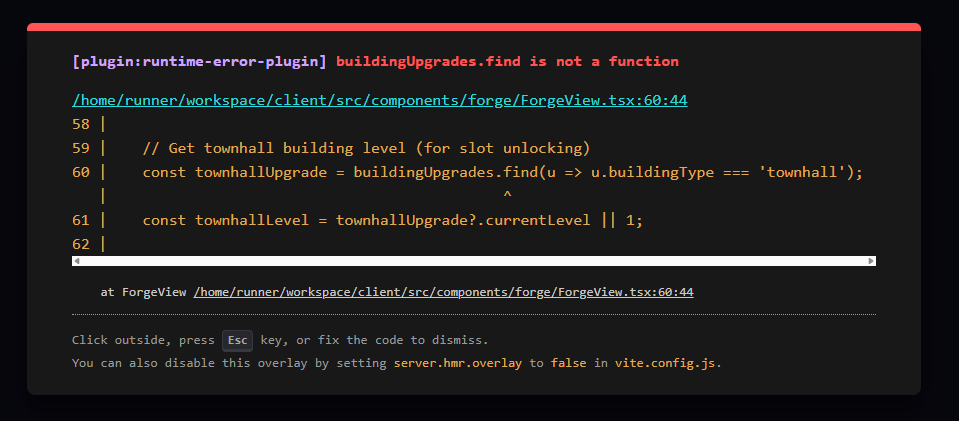 [plugin:runtime-error-plugin] buildingUpgrades.find is not a function
/home/runner/workspace/client/src/components/forge/ForgeView.tsx:60:44
58 |
59 |    // Get townhall building level (for slot unlocking)
60 |    const townhallUpgrade = buildingUpgrades.find(u => u.buildingType === 'townhall');
   |                                            ^
61 |    const townhallLevel = townhallUpgrade?.currentLevel || 1;
62 |
at ForgeView /home/runner/workspace/client/src/components/forge/ForgeView.tsx:60:44
Click outside, press Esc key, or fix the code to dismiss.
You can also disable this overlay by setting server.hmr.overlay to false in vite.config.js.